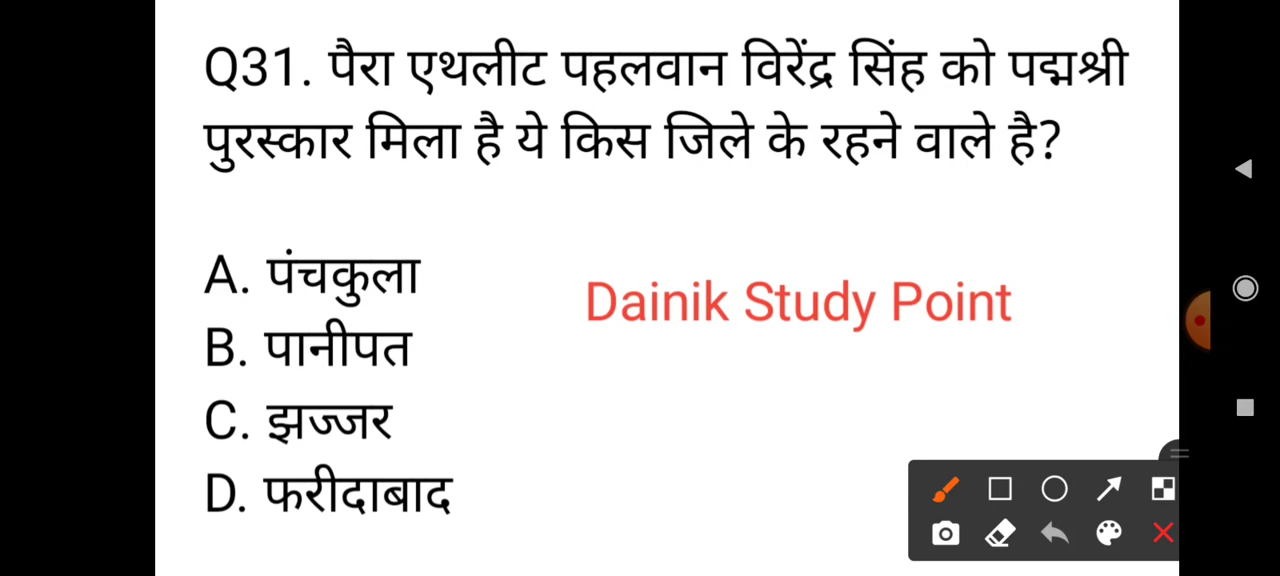 Q31. पैरा एथलीट पहलवान विरेंद्र सिंह को पद्मश्री
पुरस्कार मिला है ये किस जिले के रहने वाले है?
A. पंचकुला
Dainik Study Point
B. पानीपत
C. झज्जर
D. फरीदाबाद